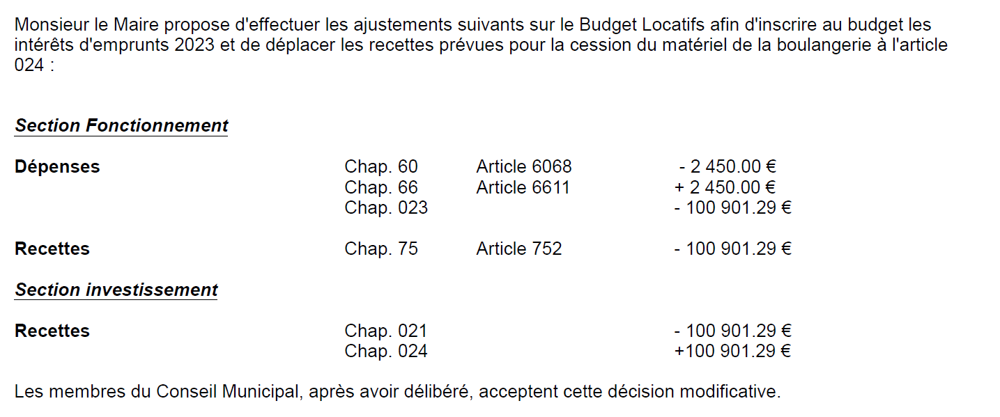 Monsieur le Maire propose d'effectuer les ajustements suivants sur le Budget Locatifs afin d'inscrire au budget les
intérêts d'emprunts 2023 et de déplacer les recettes prévues pour la cession du matériel de la boulangerie à l'article
024 :
Section Fonctionnement
Dépenses Chap. 60 Article 6068 - 2 450.00 €
Chap. 66 Article 6611 + 2 450.00 €
Chap. 023 - 100 901.29 €
Recettes Chap. 75 Article 752 - 100 901.29 €
Section investissement
Recettes Chap. 021 - 100 901.29 €
Chap. 024 +100 901.29 €
Les membres du Conseil Municipal, après avoir délibéré, acceptent cette décision modificative.